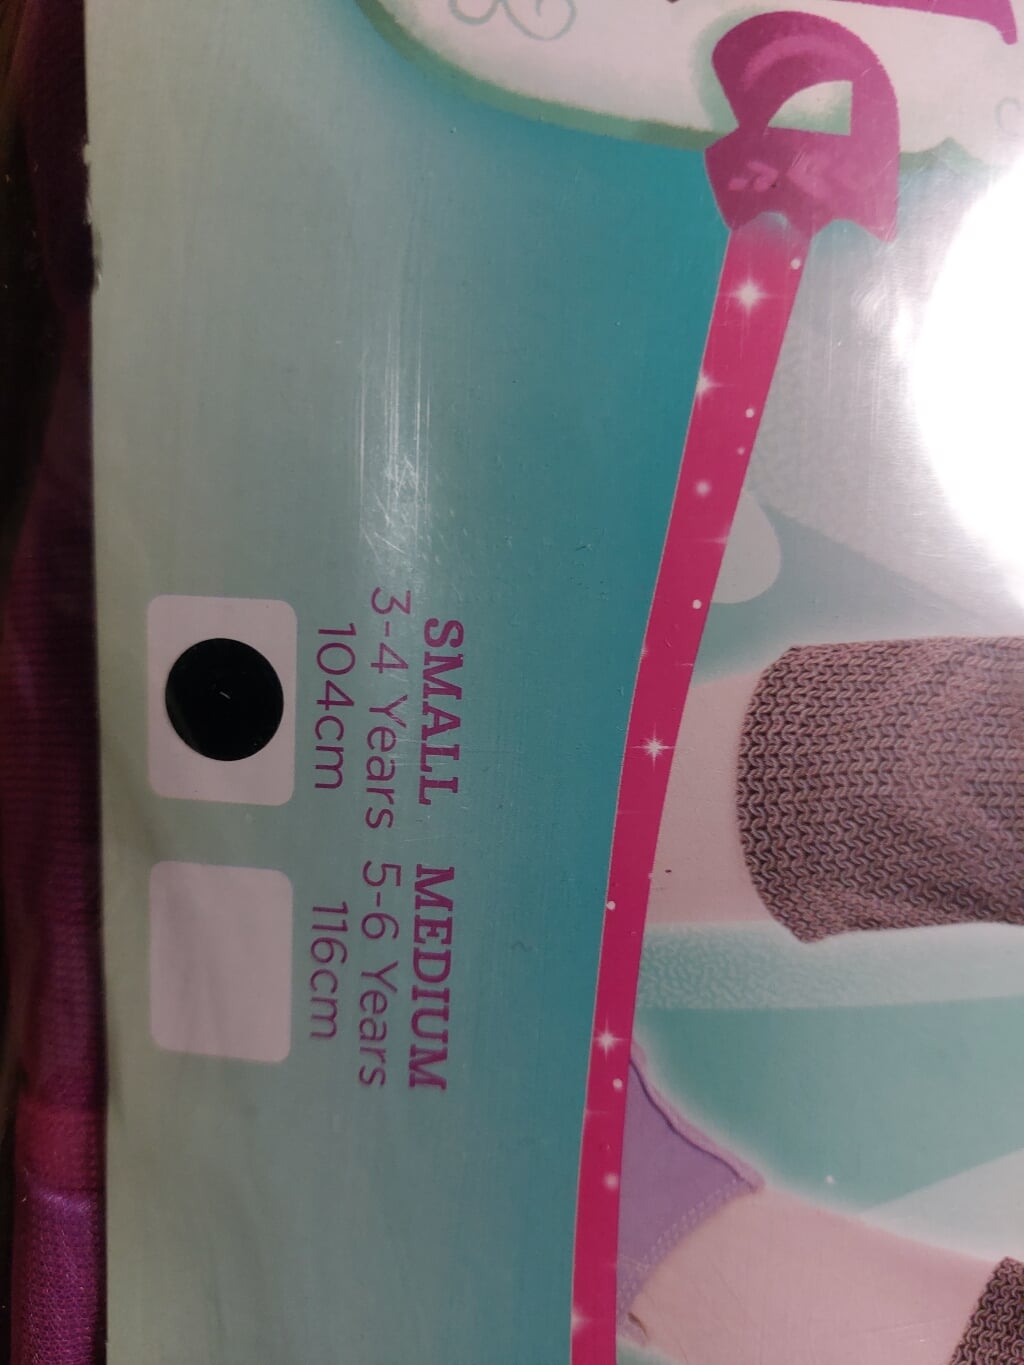 SMALL MEDIUM
3-4 Years 5-6 Years
104cm 116cm